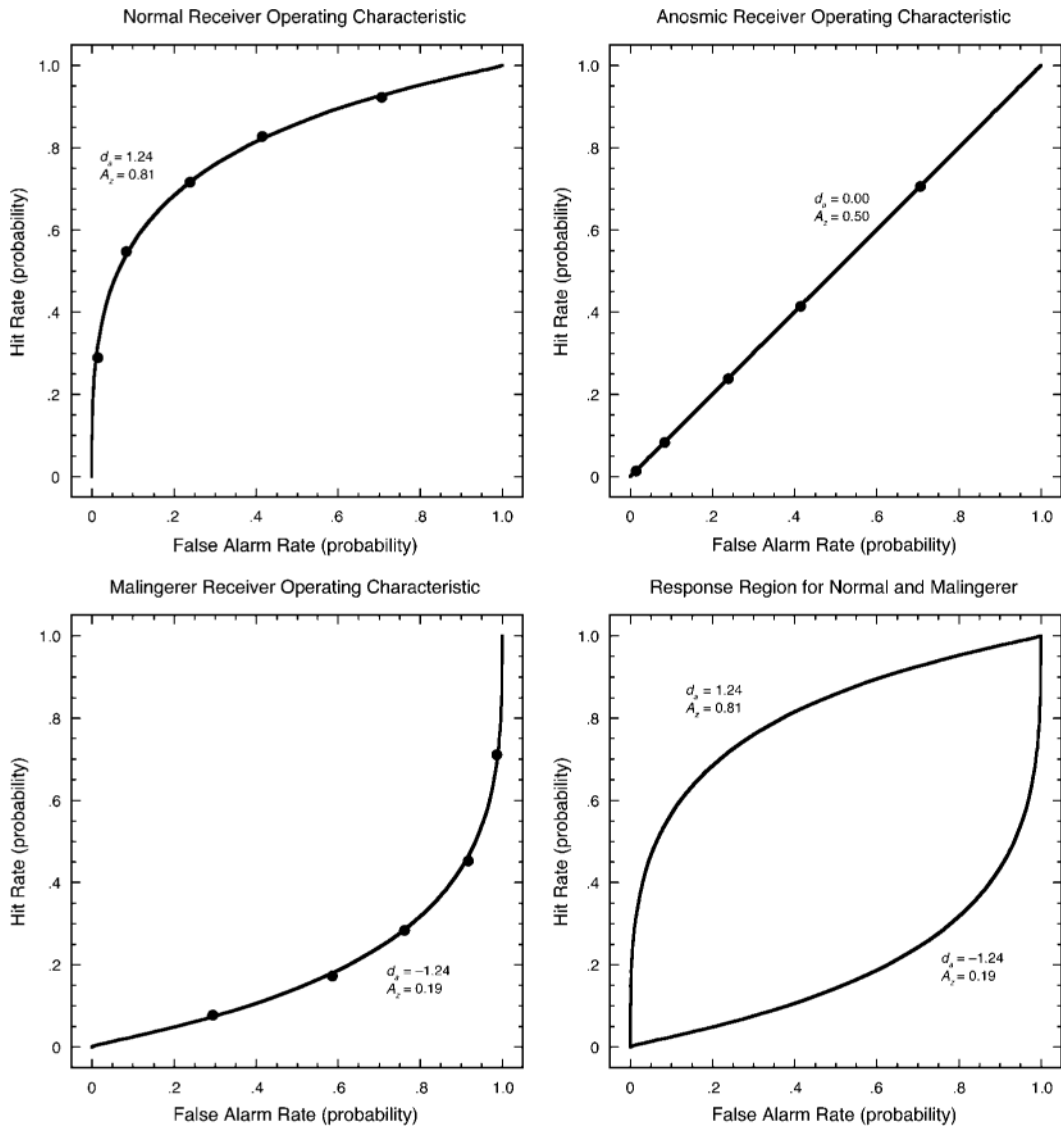 Normal Receiver Operating Characteristic
Hit Rate (probability)
1.0
.8
.6
.4
.2
0
dₐ = 1.24
A_z = 0.81
0 .2 .4 .6 .8 1.0
False Alarm Rate (probability)
Anosmic Receiver Operating Characteristic
Hit Rate (probability)
1.0
.8
.6
.4
.2
0
dₐ = 0.00
A_z = 0.50
0 .2 .4 .6 .8 1.0
False Alarm Rate (probability)
Malingerer Receiver Operating Characteristic
Hit Rate (probability)
1.0
.8
.6
.4
.2
0
dₐ = −1.24
A_z = 0.19
0 .2 .4 .6 .8 1.0
False Alarm Rate (probability)
Response Region for Normal and Malingerer
Hit Rate (probability)
1.0
.8
.6
.4
.2
0
dₐ = 1.24
A_z = 0.81
dₐ = −1.24
A_z = 0.19
0 .2 .4 .6 .8 1.0
False Alarm Rate (probability)